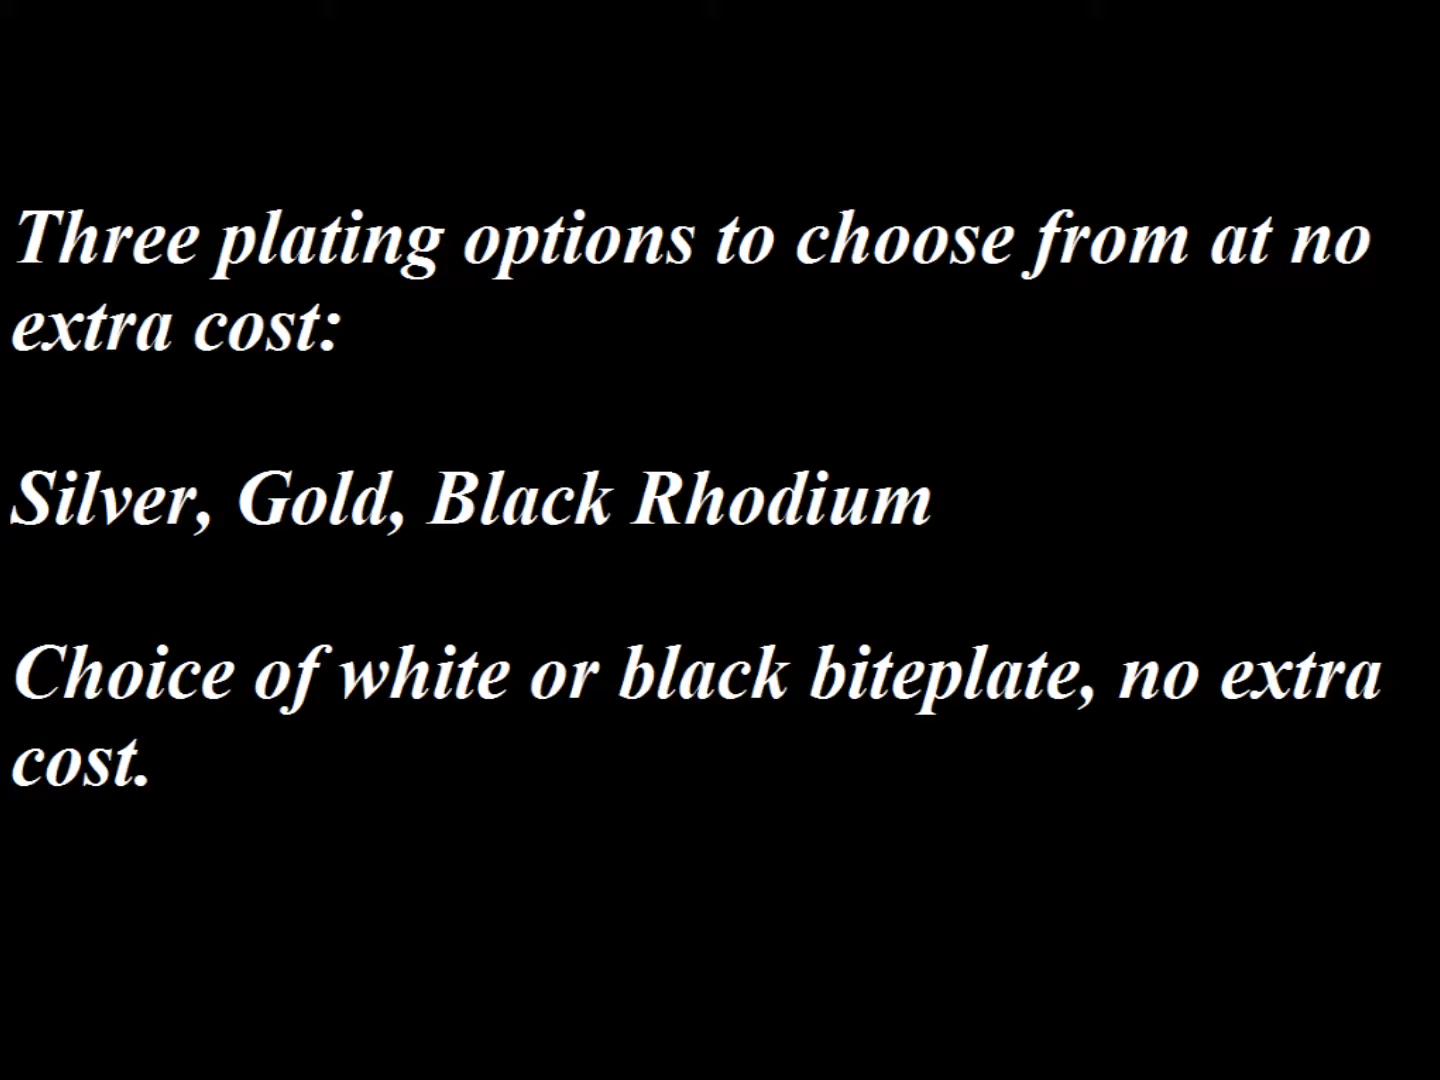 Three plating options to choose from at no
extra cost:
Silver, Gold, Black Rhodium
Choice of white or black biteplate, no extra
cost.